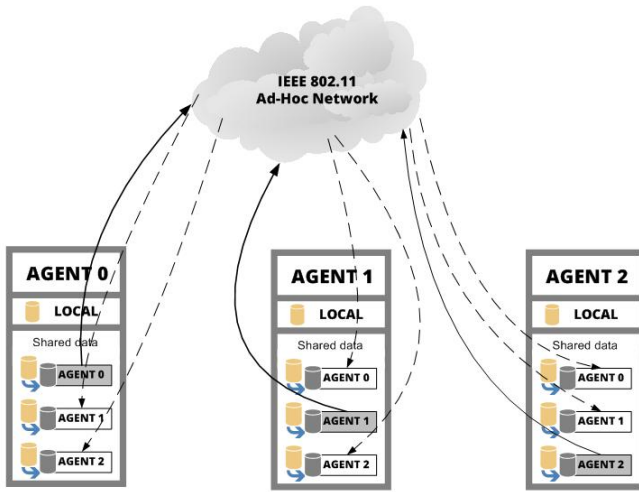 IEEE 802.11
Ad-Hoc Network
AGENT 0
LOCAL
Shared data
AGENT 0
AGENT 1
AGENT 2
AGENT 1
LOCAL
Shared data
AGENT 0
AGENT 1
AGENT 2
AGENT 2
LOCAL
Shared data
AGENT 0
AGENT 1
AGENT 2